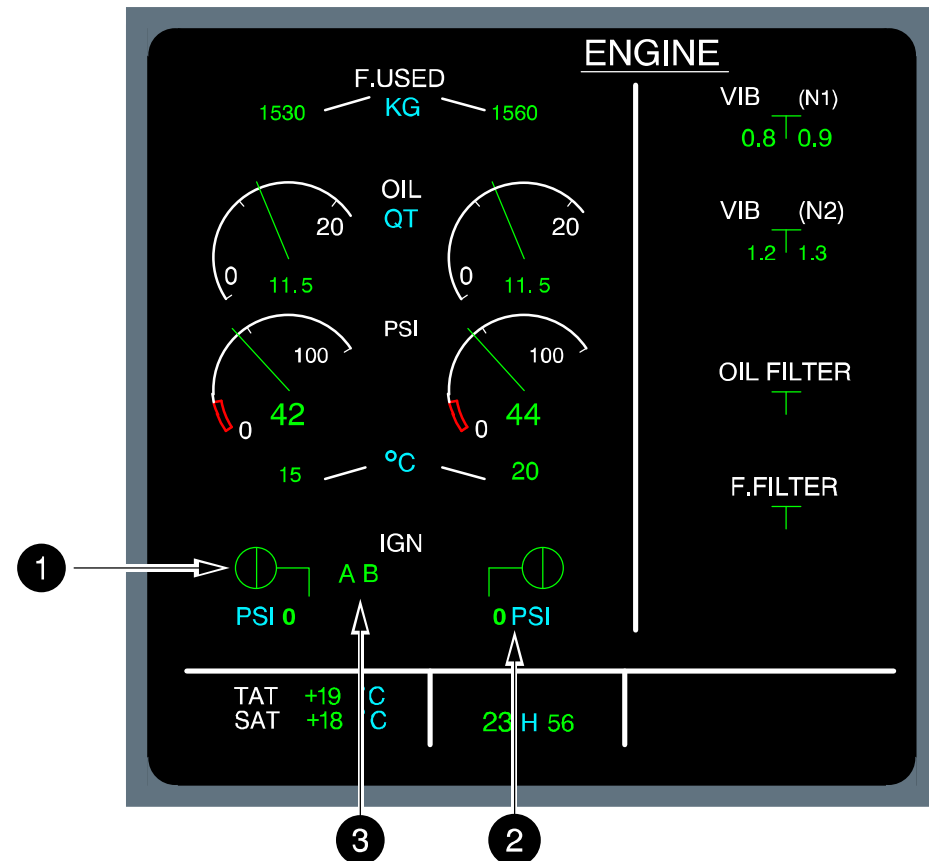 ENGINE
F.USED
1530 KG 1560
VIB (N1)
0.8 0.9
OIL
QT
20 20
0 0
11.5 11.5
VIB (N2)
1.2 1.3
PSI
100 100
42 44
0 0
OIL FILTER
15 °C 20
F.FILTER
IGN
1
A B
PSI 0 0 PSI
TAT +19 °C
SAT +18 °C
23 H 56
3 2